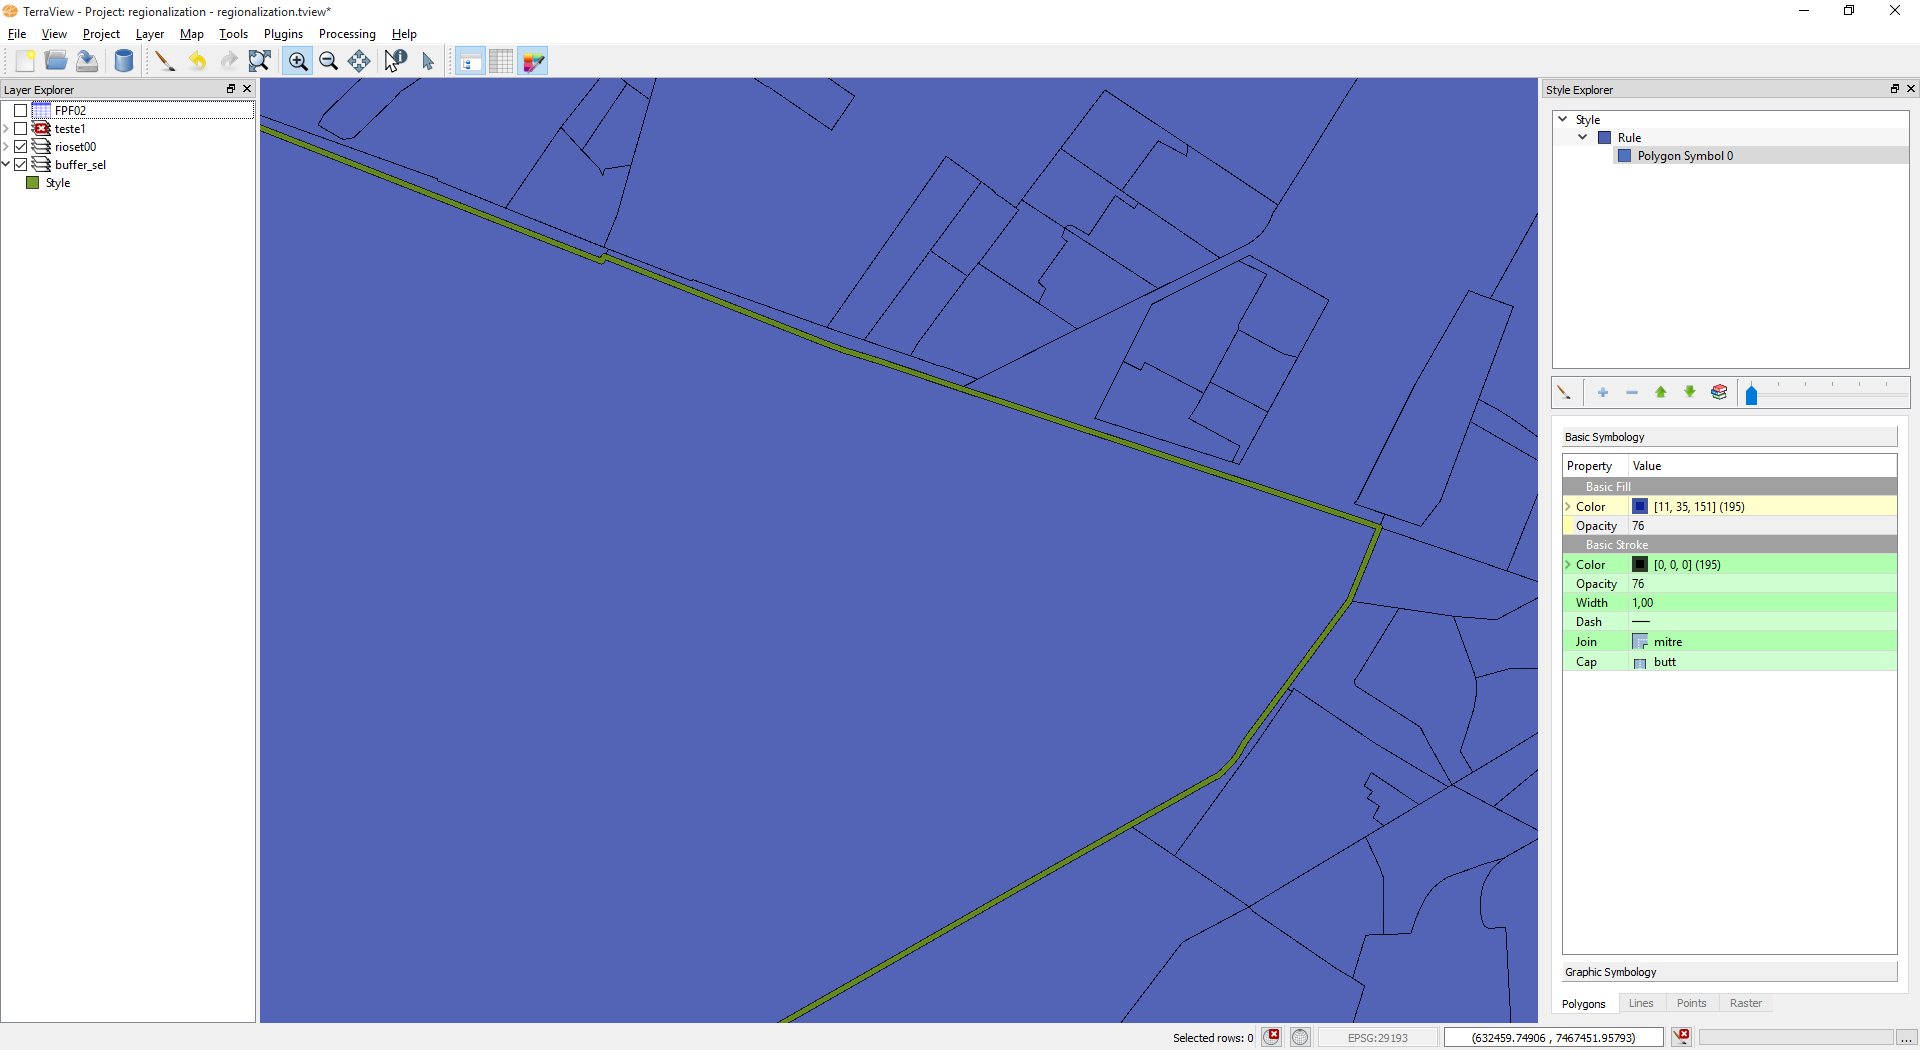 TerraView - Project: regionalization - regionalization.tview*
File View Project Layer Map Tools Plugins Processing Help
Layer Explorer
FPF02
teste1
rioset00
buffer_sel
Style
Style Explorer
Style
Rule
Polygon Symbol 0
Basic Symbology
Property Value
Basic Fill
Color [11, 35, 151] (195)
Opacity 76
Basic Stroke
Color [0, 0, 0] (195)
Opacity 76
Width 1,00
Dash
Join mitre
Cap butt
Graphic Symbology
Polygons Lines Points Raster
Selected rows: 0 EPSG:29193 (632459.74906 , 7467451.95793) ...